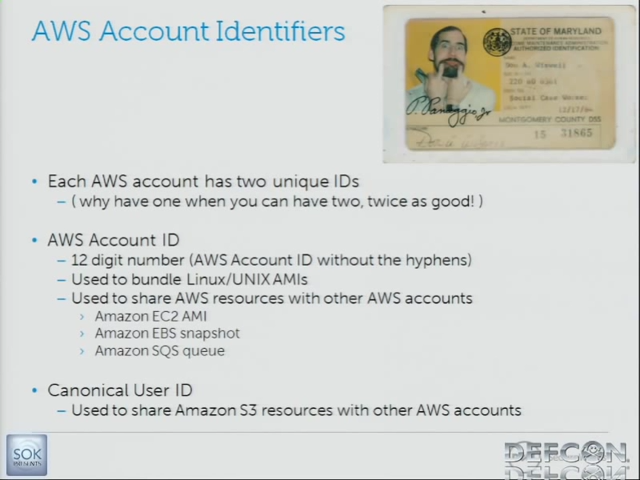 AWS Account Identifiers
STATE OF MARYLAND
AUTHORIZED IDENTIFICATION
MONTGOMERY COUNTY DSS
15 31865
• Each AWS account has two unique IDs
– ( why have one when you can have two, twice as good! )
• AWS Account ID
– 12 digit number (AWS Account ID without the hyphens)
– Used to bundle Linux/UNIX AMIs
– Used to share AWS resources with other AWS accounts
› Amazon EC2 AMI
› Amazon EBS snapshot
› Amazon SQS queue
• Canonical User ID
– Used to share Amazon S3 resources with other AWS accounts
SOK
PRESENTS
DEFCON